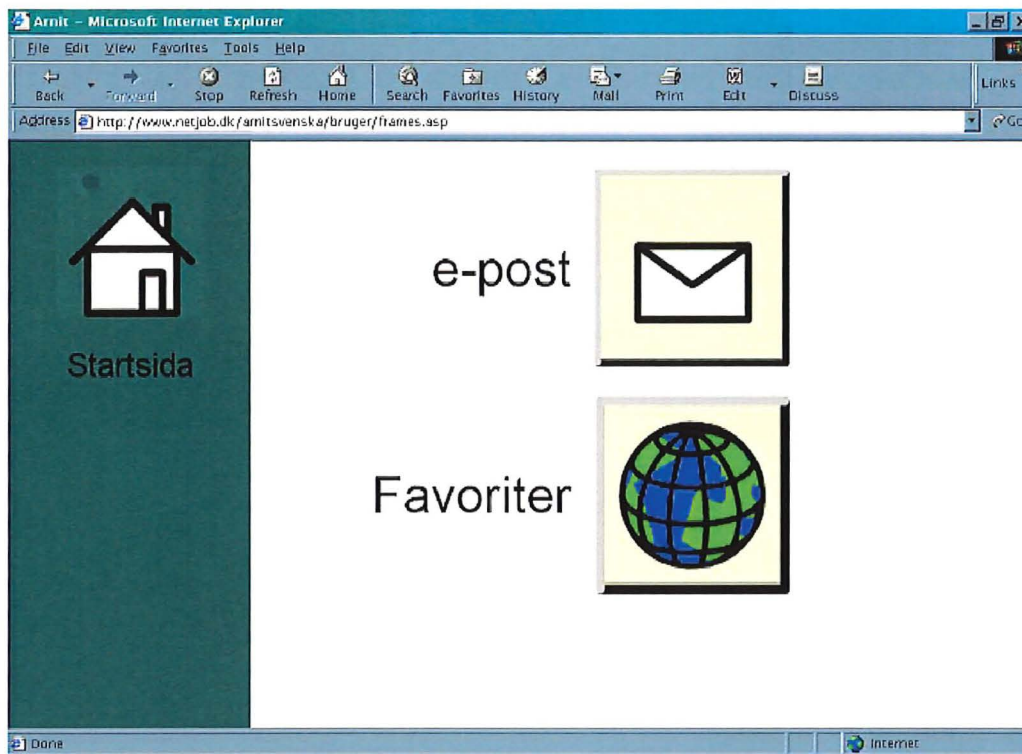 Arnit - Microsoft Internet Explorer
File Edit View Favorites Tools Help
Back Forward Stop Refresh Home Search Favorites History Mail Print Edit Discuss Links
Address http://www.netjob.dk/arnitsvenska/bruger/frames.asp Go
e-post
Startsida
Favoriter
Done Internet